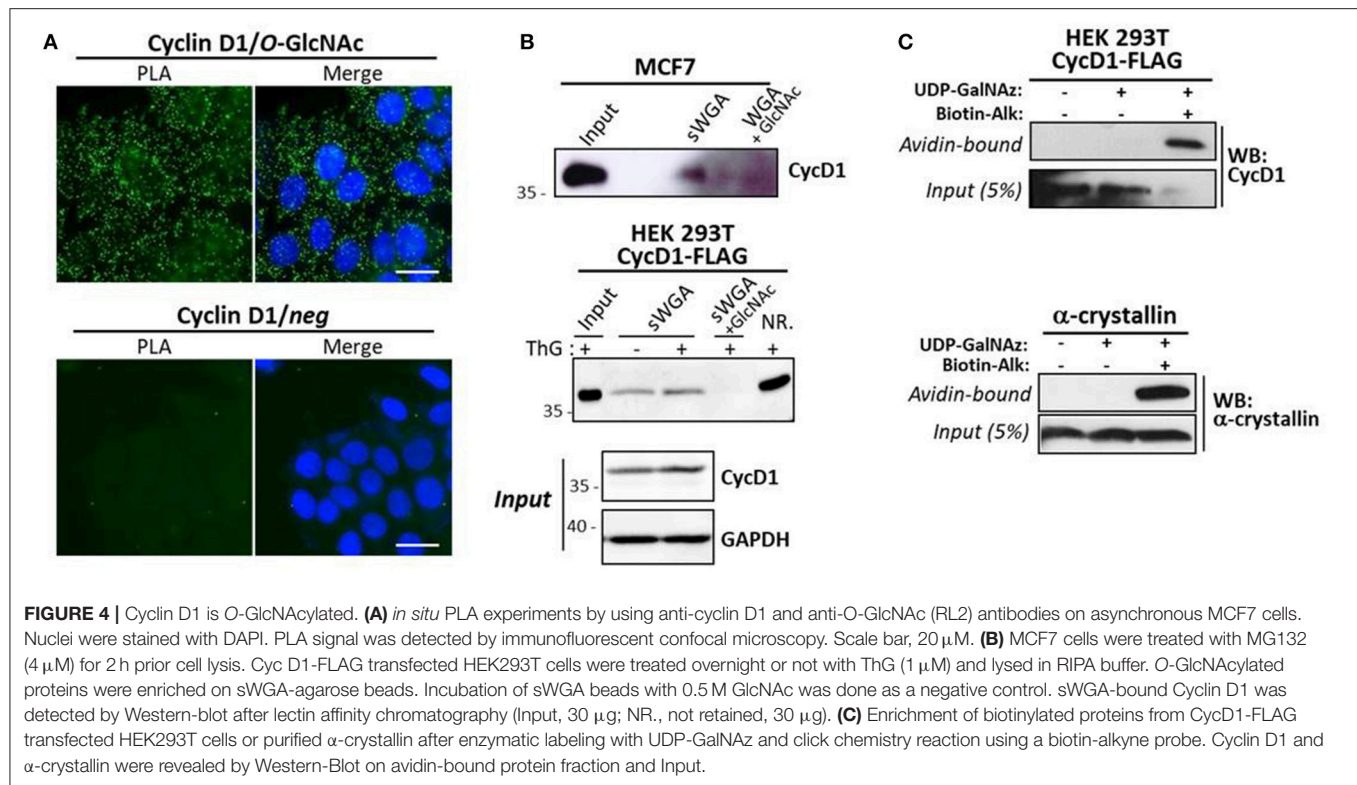 A
Cyclin D1/O-GlcNAc
PLA Merge
Cyclin D1/neg
PLA Merge
B
MCF7
Input sWGA WGA + GlcNAc
35 - CycD1
HEK 293T
CycD1-FLAG
Input sWGA sWGA +GlcNAc NR.
ThG : + - + + +
35 -
Input
35 - CycD1
40 - GAPDH
C
HEK 293T
CycD1-FLAG
UDP-GalNAz: - + +
Biotin-Alk: - - +
Avidin-bound
Input (5%)
WB:
CycD1
α-crystallin
UDP-GalNAz: - + +
Biotin-Alk: - - +
Avidin-bound
Input (5%)
WB:
α-crystallin
FIGURE 4 | Cyclin D1 is O-GlcNAcylated. (A) in situ PLA experiments by using anti-cyclin D1 and anti-O-GlcNAc (RL2) antibodies on asynchronous MCF7 cells.
Nuclei were stained with DAPI. PLA signal was detected by immunofluorescent confocal microscopy. Scale bar, 20 μM. (B) MCF7 cells were treated with MG132
(4 μM) for 2 h prior cell lysis. Cyc D1-FLAG transfected HEK293T cells were treated overnight or not with ThG (1 μM) and lysed in RIPA buffer. O-GlcNAcylated
proteins were enriched on sWGA-agarose beads. Incubation of sWGA beads with 0.5 M GlcNAc was done as a negative control. sWGA-bound Cyclin D1 was
detected by Western-blot after lectin affinity chromatography (Input, 30 μg; NR., not retained, 30 μg). (C) Enrichment of biotinylated proteins from CycD1-FLAG
transfected HEK293T cells or purified α-crystallin after enzymatic labeling with UDP-GalNAz and click chemistry reaction using a biotin-alkyne probe. Cyclin D1 and
α-crystallin were revealed by Western-Blot on avidin-bound protein fraction and Input.